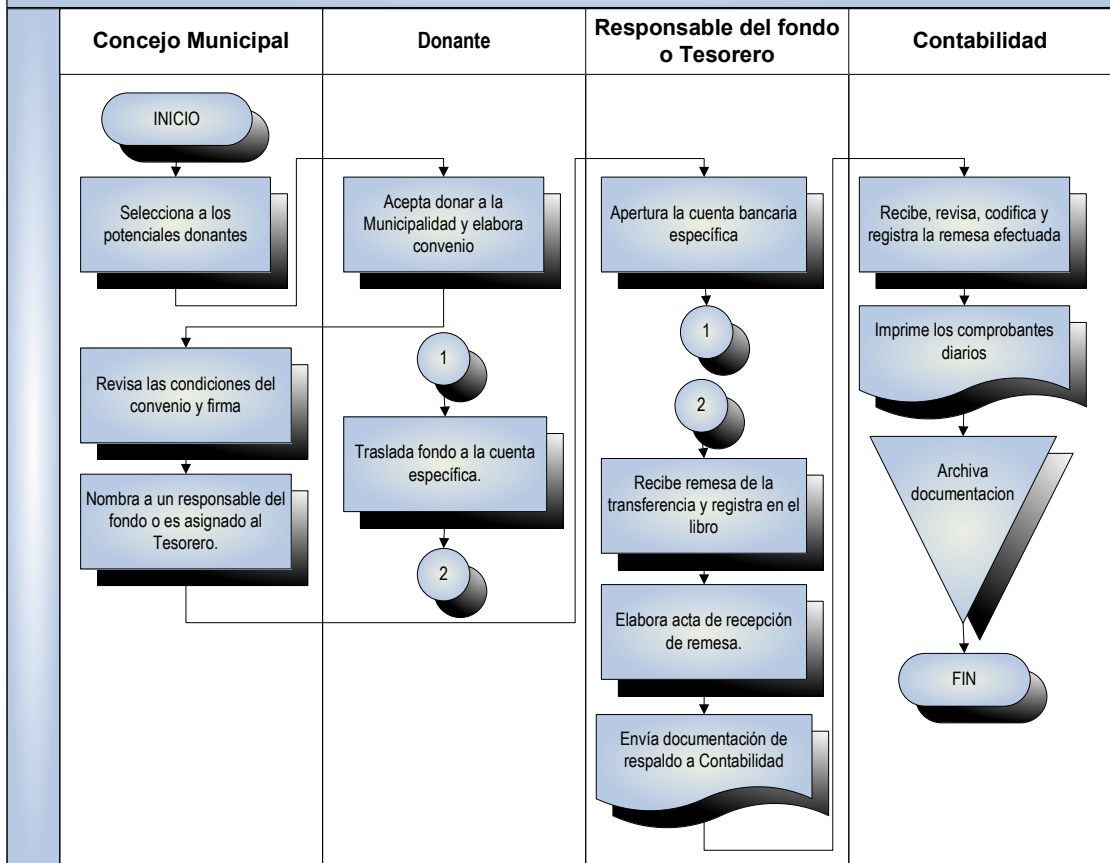 Concejo Municipal
Donante
Responsable del fondo
o Tesorero
Contabilidad
INICIO
Selecciona a los
potenciales donantes
Revisa las condiciones del
convenio y firma
Nombra a un responsable del
fondo o es asignado al
Tesorero.
Acepta donar a la
Municipalidad y elabora
convenio
1
Traslada fondo a la cuenta
específica.
2
Apertura la cuenta bancaria
específica
1
2
Recibe remesa de la
transferencia y registra en el
libro
Elabora acta de recepción
de remesa.
Envía documentación de
respaldo a Contabilidad
Recibe, revisa, codifica y
registra la remesa efectuada
Imprime los comprobantes
diarios
Archiva
documentacion
FIN